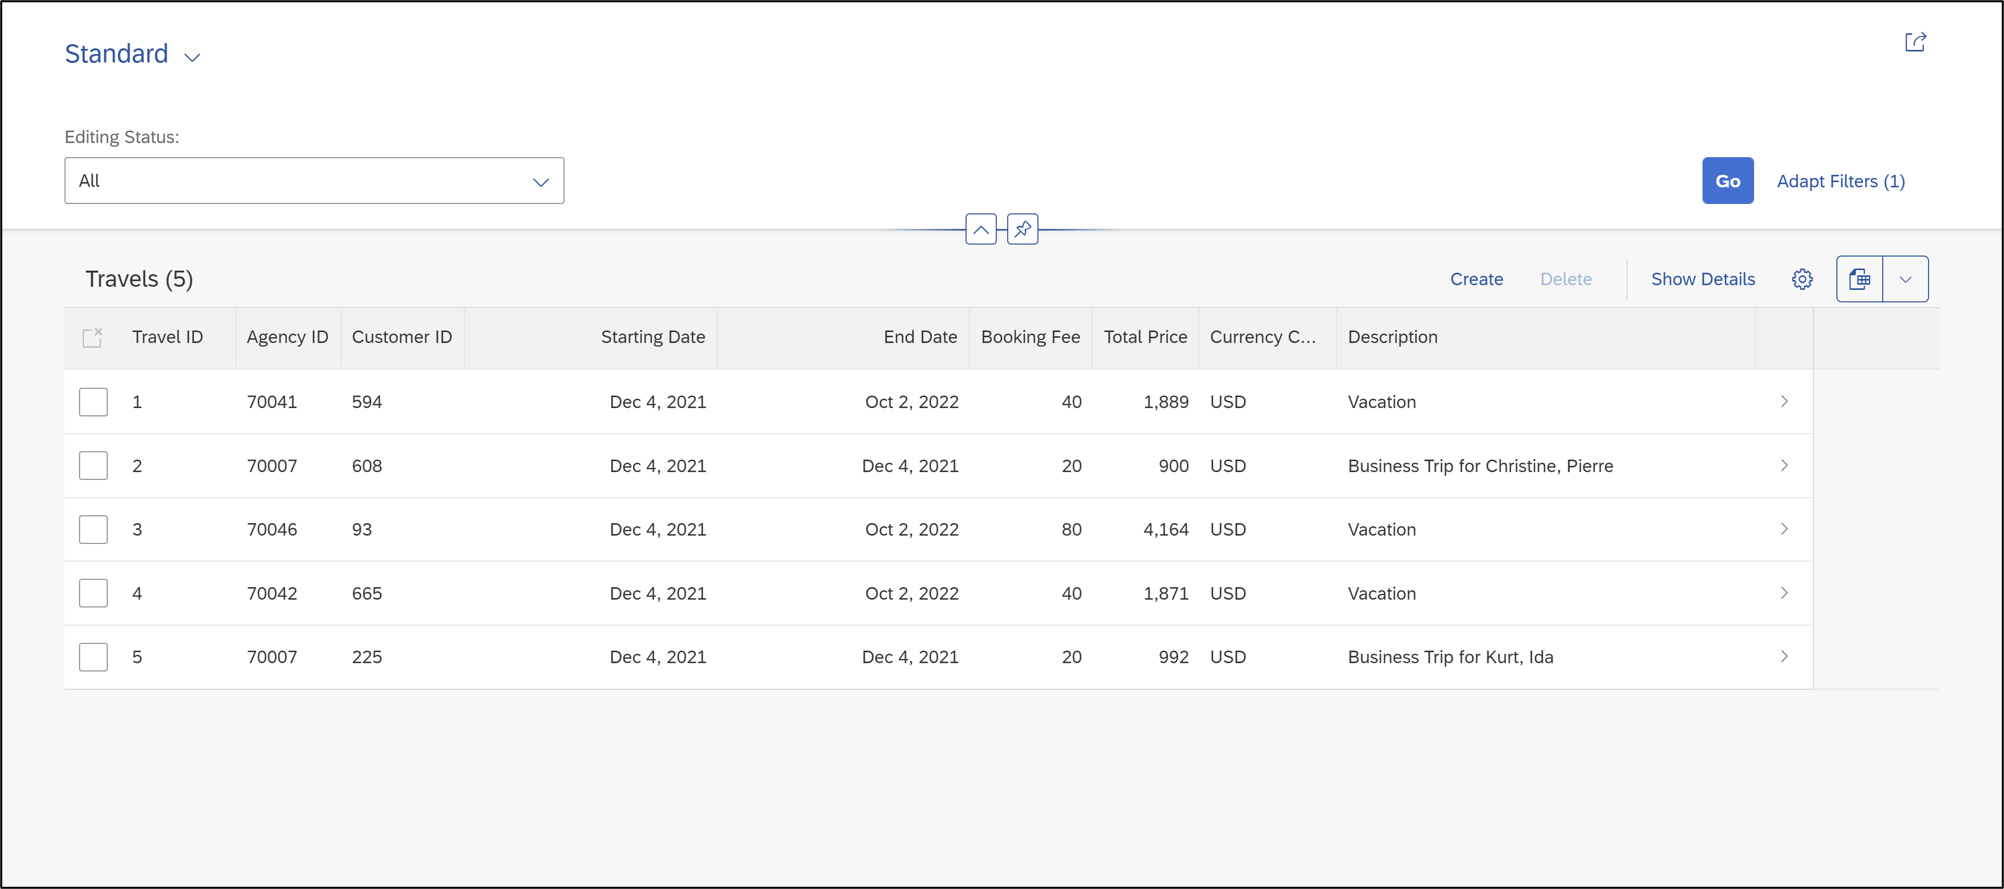 Standard
Editing Status:
All
Go Adapt Filters (1)
Travels (5) Create Delete Show Details
Travel ID Agency ID Customer ID Starting Date End Date Booking Fee Total Price Currency C... Description
1 70041 594 Dec 4, 2021 Oct 2, 2022 40 1,889 USD Vacation
2 70007 608 Dec 4, 2021 Dec 4, 2021 20 900 USD Business Trip for Christine, Pierre
3 70046 93 Dec 4, 2021 Oct 2, 2022 80 4,164 USD Vacation
4 70042 665 Dec 4, 2021 Oct 2, 2022 40 1,871 USD Vacation
5 70007 225 Dec 4, 2021 Dec 4, 2021 20 992 USD Business Trip for Kurt, Ida